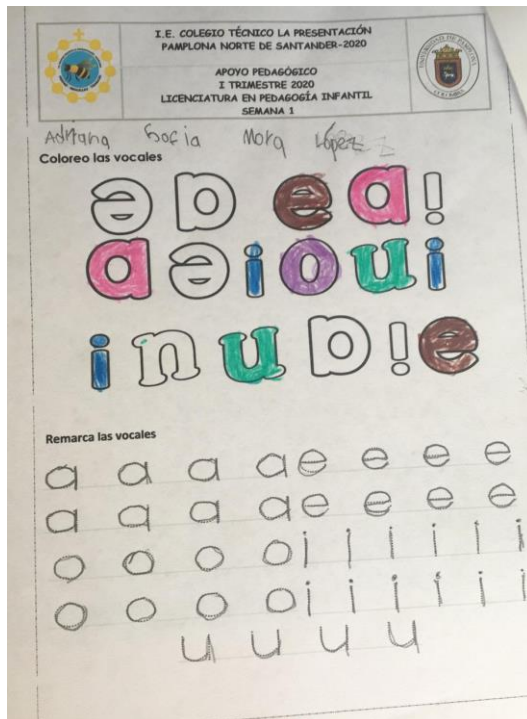 I.E. COLEGIO TÉCNICO LA PRESENTACIÓN
PAMPLONA NORTE DE SANTANDER-2020
APOYO PEDAGÓGICO
I TRIMESTRE 2020
LICENCIATURA EN PEDAGOGÍA INFANTIL
SEMANA 1
Adriana Sofia Mora López
Coloreo las vocales
ə ɒ e a !
a ə i o u i
i n u ɒ ! e
Remarca las vocales
a a a a e e e e
a a a a e e e e
o o o o i i i i i i
o o o o i i i i i i
u u u u